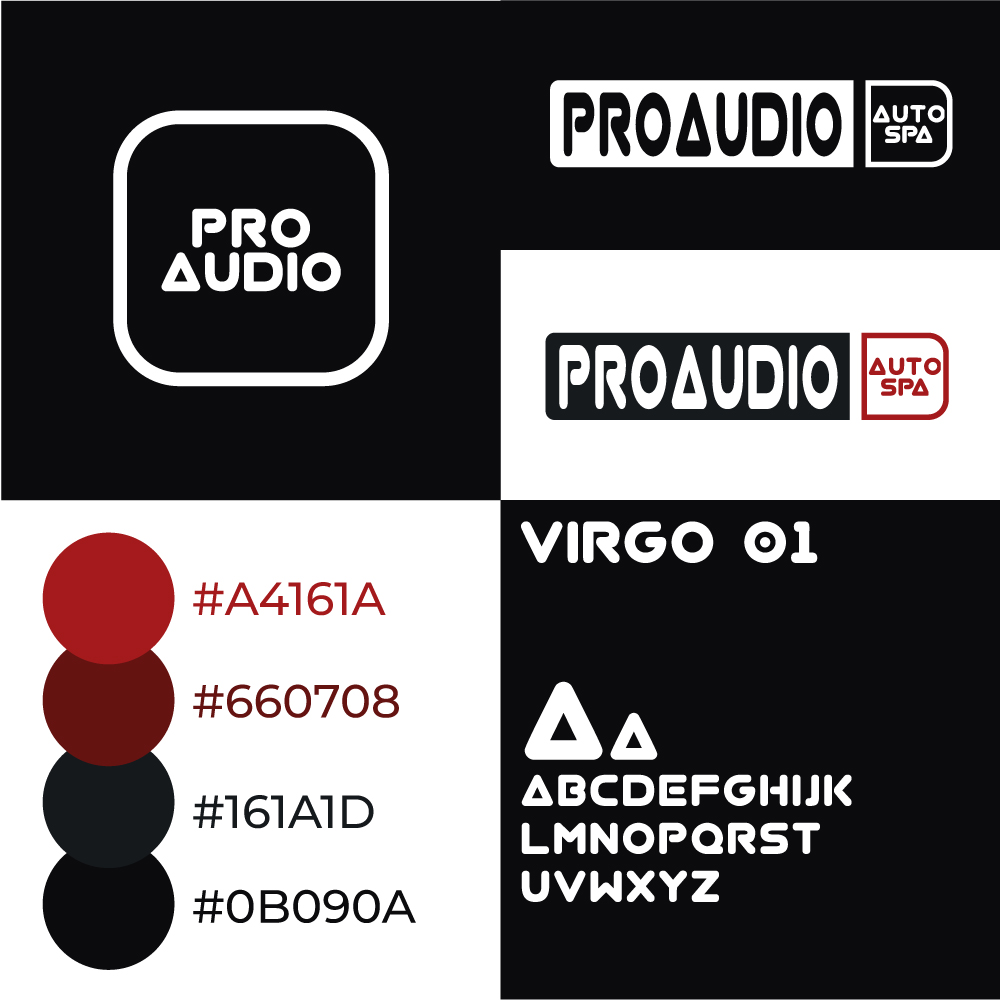 PRO
AUDIO
PROAUDIO
AUTO
SPA
PROAUDIO
AUTO
SPA
#A4161A
#660708
#161A1D
#0B090A
VIRGO 01
Aa
ABCDEFGHIJK
LMNOPQRST
UVWXYZ